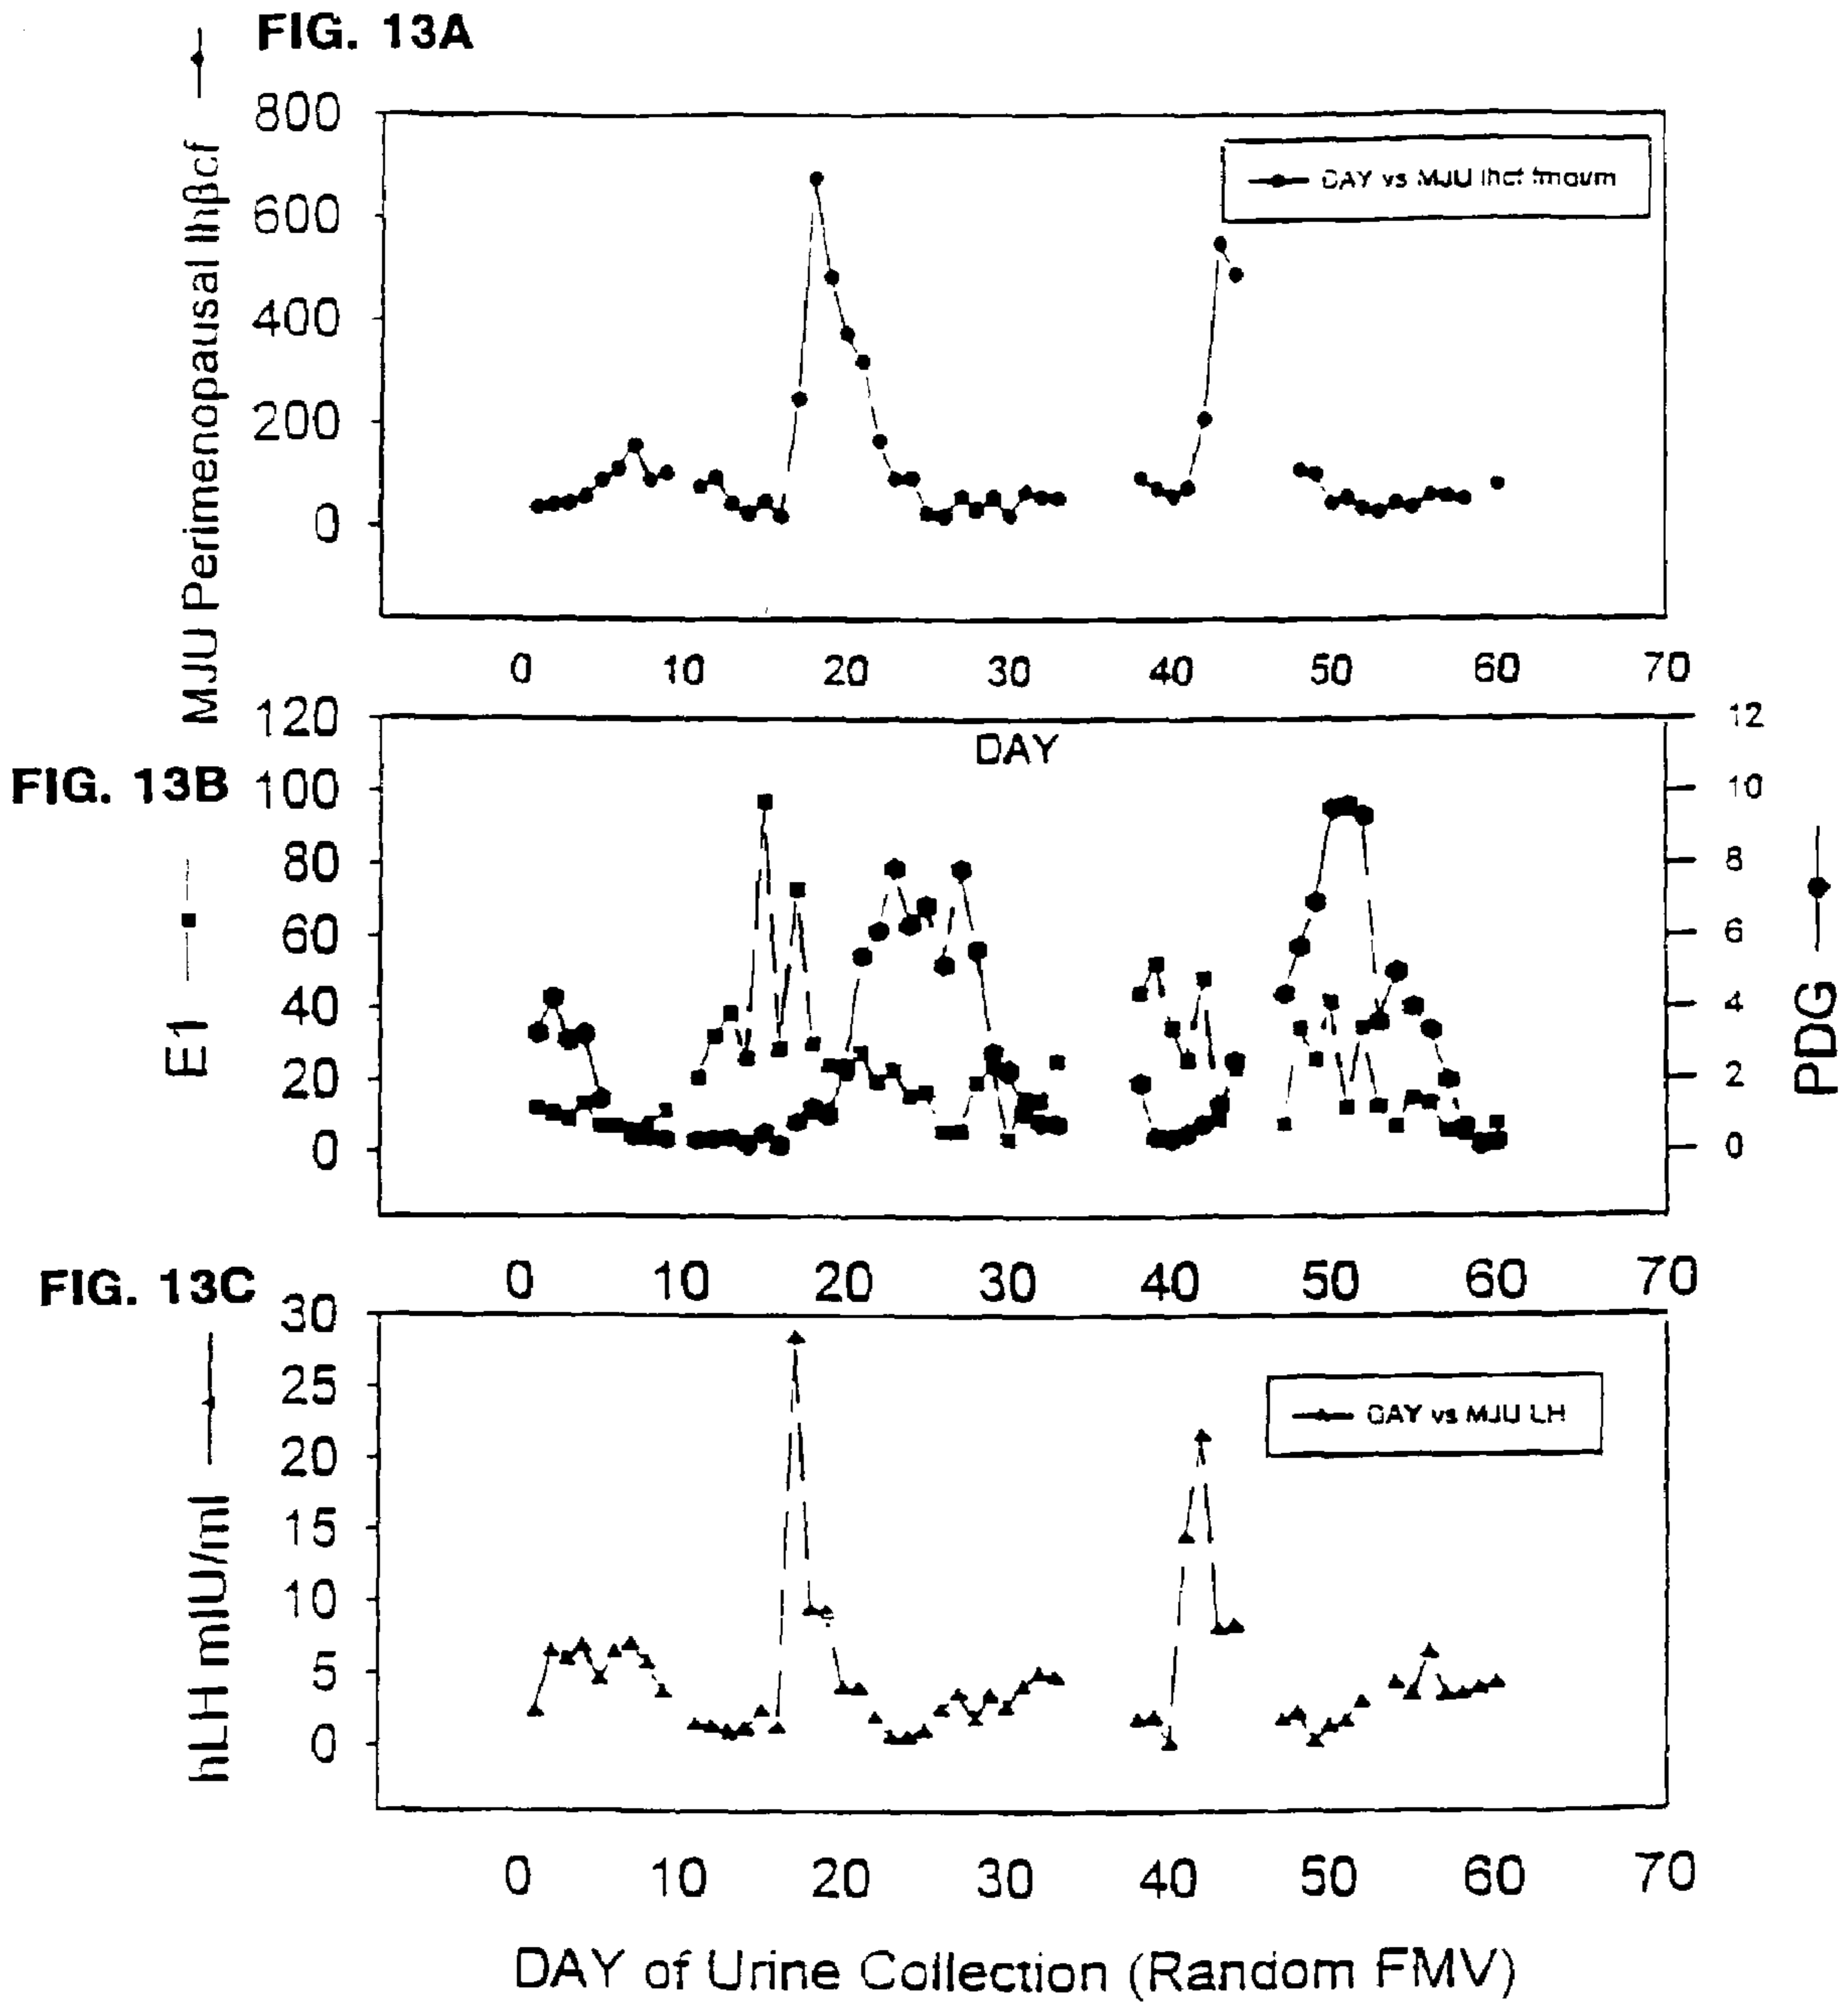 FIG. 13A
MJU Perimenopausal lhβcf
800
600
400
200
0
DAY vs MJU
0 10 20 30 40 50 60 70
DAY
FIG. 13B
E1
120
100
80
60
40
20
0
12
10
8
6
4
2
0
PDG
0 10 20 30 40 50 60 70
FIG. 13C
hLH mIU/ml
30
25
20
15
10
5
0
DAY vs MJU LH
0 10 20 30 40 50 60 70
DAY of Urine Collection (Random FMV)